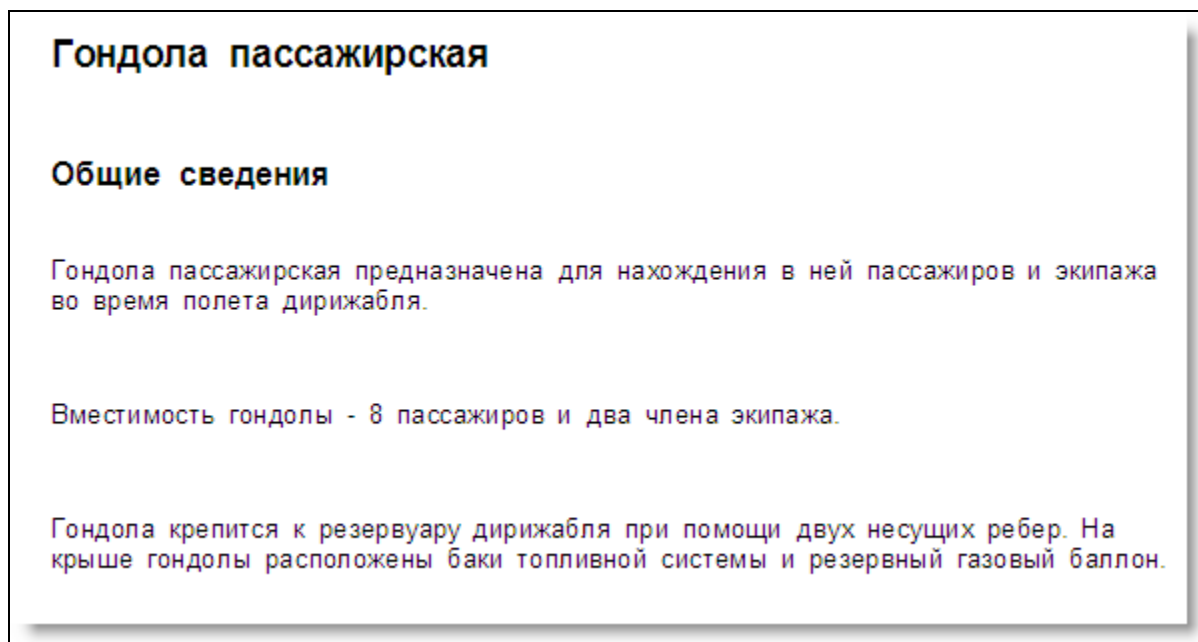 Гондола пассажирская
Общие сведения
Гондола пассажирская предназначена для нахождения в ней пассажиров и экипажа
во время полета дирижабля.
Вместимость гондолы - 8 пассажиров и два члена экипажа.
Гондола крепится к резервуару дирижабля при помощи двух несущих ребер. На
крыше гондолы расположены баки топливной системы и резервный газовый баллон.